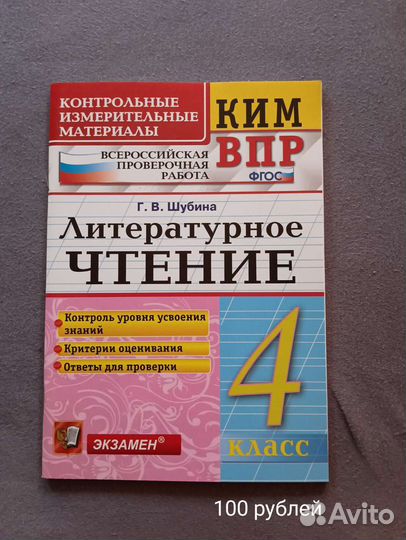 КОНТРОЛЬНЫЕ
ИЗМЕРИТЕЛЬНЫЕ
МАТЕРИАЛЫ
КИМ
ВСЕРОССИЙСКАЯ
ПРОВЕРОЧНАЯ
РАБОТА
ВПР
ФГОС
Г. В. Шубина
Литературное
ЧТЕНИЕ
Контроль уровня усвоения
знаний
Критерии оценивания
Ответы для проверки
4
класс
ЭКЗАМЕН®
100 рублей
Avito